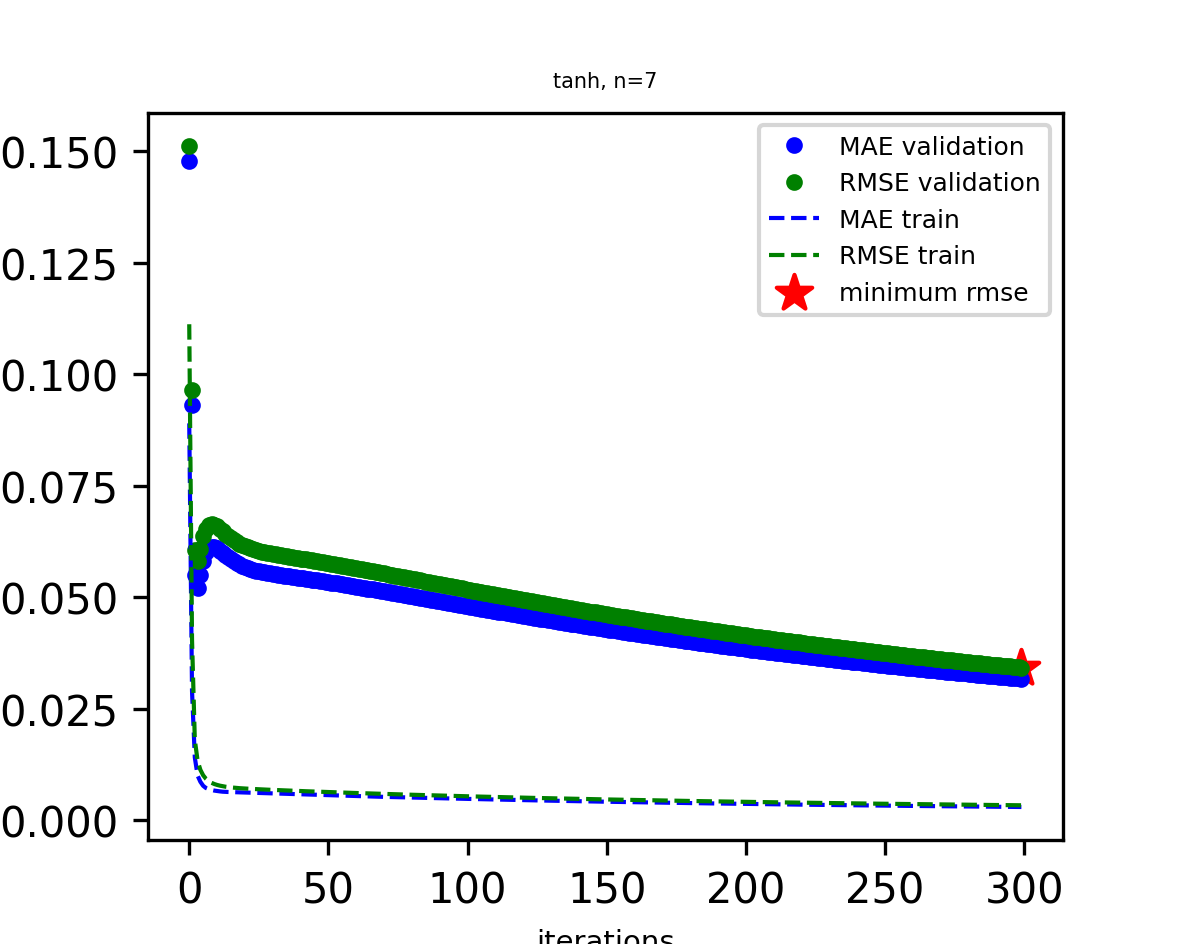 tanh, n=7
0.150
0.125
0.100
0.075
0.050
0.025
0.000
MAE validation
RMSE validation
MAE train
RMSE train
minimum rmse
0 50 100 150 200 250 300
iterations